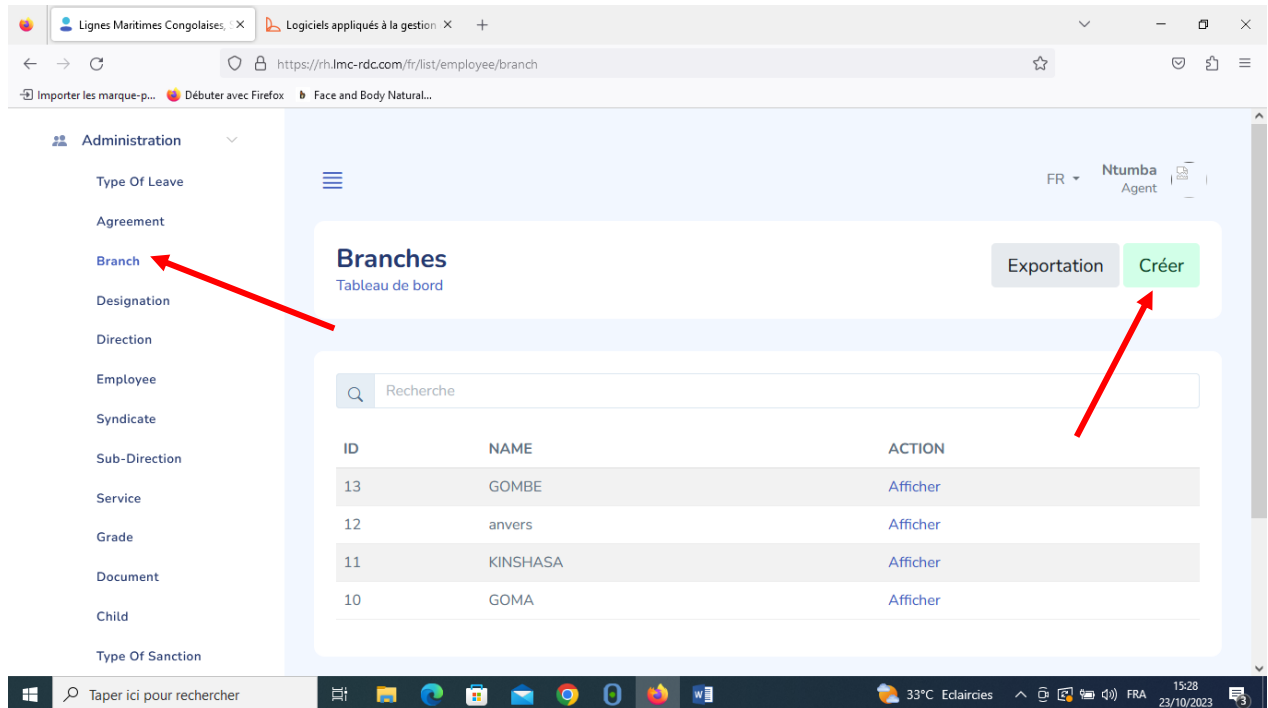 Lignes Maritimes Congolaises, S
Logiciels appliqués à la gestion
https://rh.lmc-rdc.com/fr/list/employee/branch
Importer les marque-p... Débuter avec Firefox b Face and Body Natural...
Administration
Type Of Leave
Agreement
Branch
Designation
Direction
Employee
Syndicate
Sub-Direction
Service
Grade
Document
Child
Type Of Sanction
FR
Ntumba
Agent
Branches
Tableau de bord
Exportation Créer
Recherche
ID NAME ACTION
13 GOMBE Afficher
12 anvers Afficher
11 KINSHASA Afficher
10 GOMA Afficher
Taper ici pour rechercher
33°C Eclaircies
FRA
15:28
23/10/2023
3